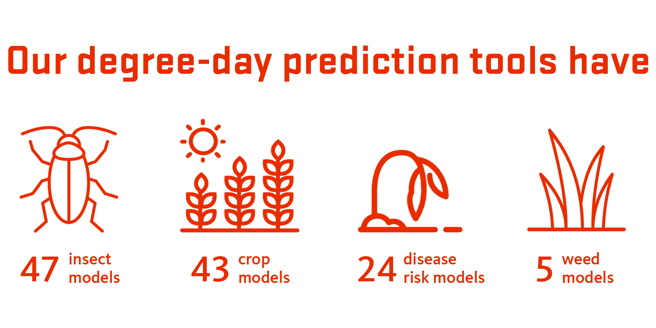 Our degree-day prediction tools have
47 insect models
43 crop models
24 disease risk models
5 weed models